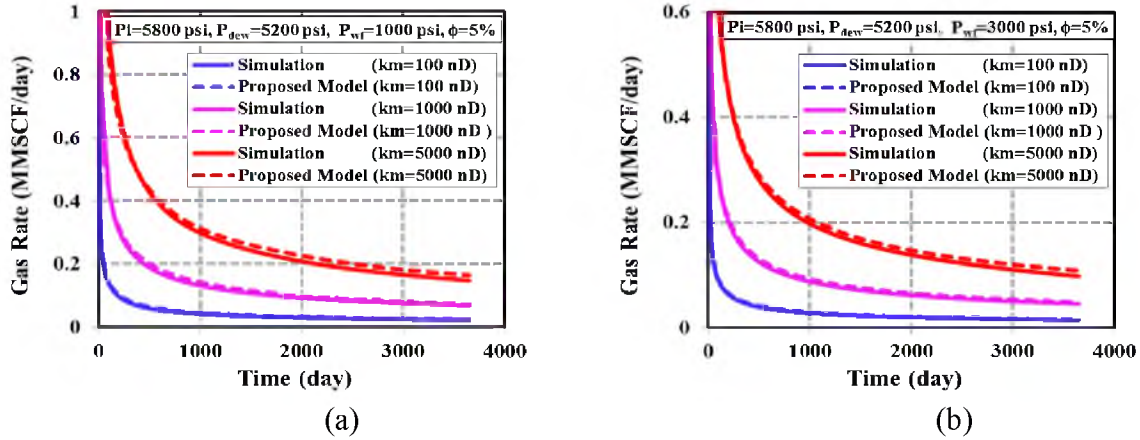 Pi=5800 psi, Pdew=5200 psi, Pwf=1000 psi, ϕ=5%
Simulation (km=100 nD)
Proposed Model (km=100 nD)
Simulation (km=1000 nD)
Proposed Model (km=1000 nD )
Simulation (km=5000 nD)
Proposed Model (km=5000 nD)
Gas Rate (MMSCF/day)
1
0.8
0.6
0.4
0.2
0
0 1000 2000 3000 4000
Time (day)
(a)
Pi=5800 psi, Pdew=5200 psi, Pwf=3000 psi, ϕ=5%
Simulation (km=100 nD)
Proposed Model (km=100 nD)
Simulation (km=1000 nD)
Proposed Model (km=1000 nD )
Simulation (km=5000 nD)
Proposed Model (km=5000 nD)
Gas Rate (MMSCF/day)
0.6
0.4
0.2
0
0 1000 2000 3000 4000
Time (day)
(b)